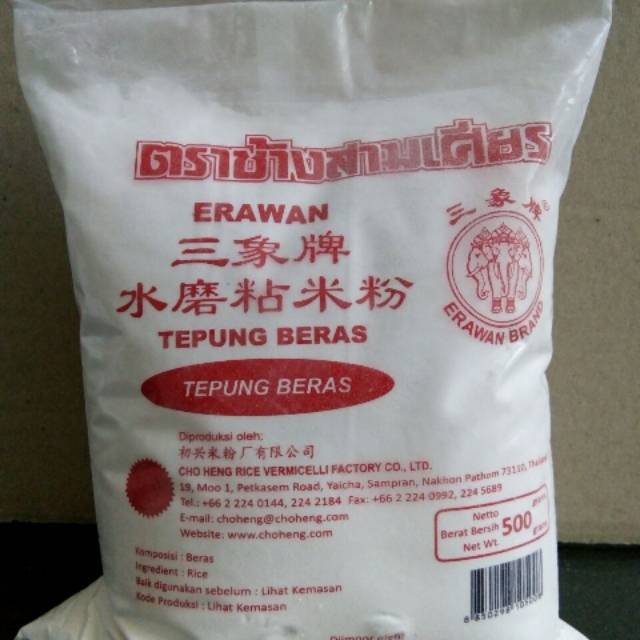 ตราช้างสามเศียร
ERAWAN
三象牌
水磨粘米粉
TEPUNG BERAS
TEPUNG BERAS
三象牌
ERAWAN BRAND
Diproduksi oleh:
初兴米粉厂有限公司
CHO HENG RICE VERMICELLI FACTORY CO., LTD.
19, Moo 1, Petkasem Road, Yaicha, Sampran, Nakhon Pathom 73110, Thailand
Tel.: +66 2 224 0144, 224 2184 Fax: +66 2 224 0992, 224 5689
E-mail: choheng@choheng.com
Website: www.choheng.com
Netto
Berat Bersih 500
Net Wt.
Komposisi : Beras
Ingredient : Rice
Baik digunakan sebelum : Lihat Kemasan
Kode Produksi : Lihat Kemasan
Diimpor oleh: